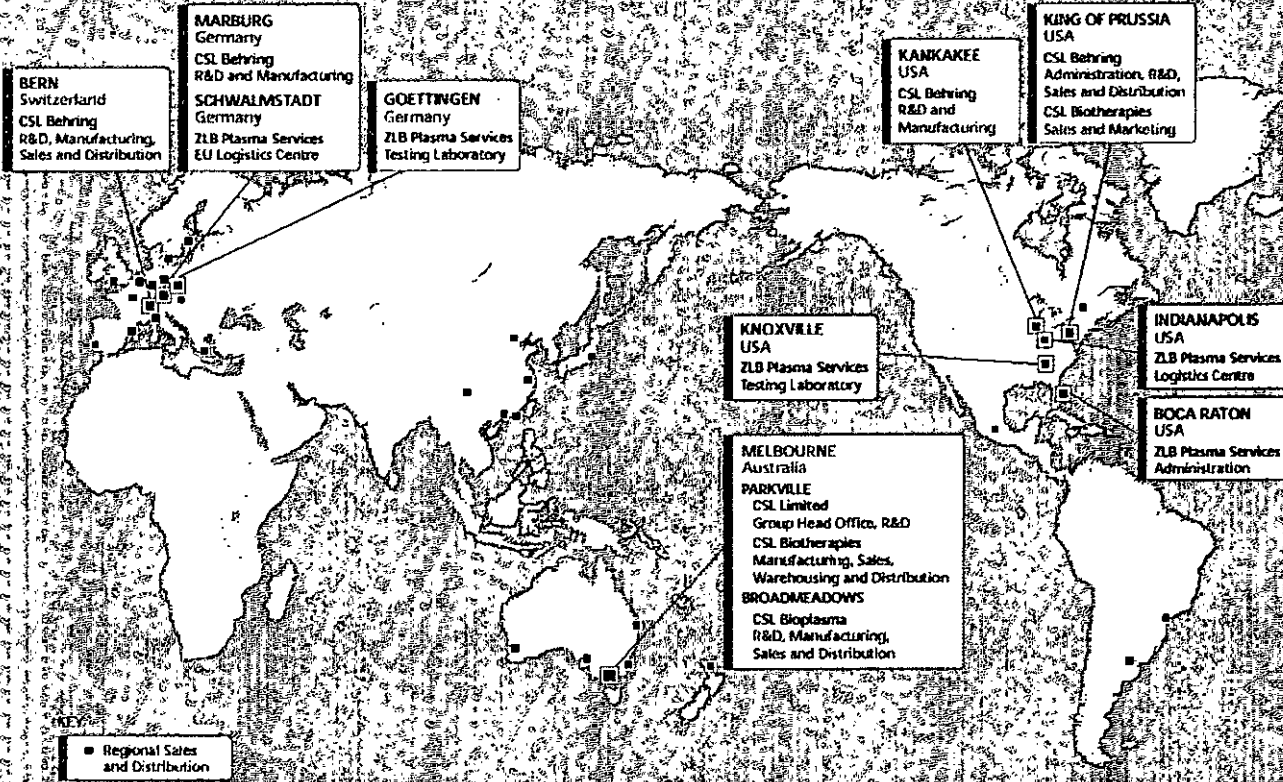 MARBURG
Germany
CSL Behring
R&D and Manufacturing
SCHWALMSTADT
Germany
ZLB Plasma Services
EU Logistics Centre
BERN
Switzerland
CSL Behring
R&D, Manufacturing,
Sales and Distribution
GOETTINGEN
Germany
ZLB Plasma Services
Testing Laboratory
KANKAKEE
USA
CSL Behring
R&D and
Manufacturing
KING OF PRUSSIA
USA
CSL Behring
Administration, R&D,
Sales and Distribution
CSL Biotherapies
Sales and Marketing
KNOXVILLE
USA
ZLB Plasma Services
Testing Laboratory
INDIANAPOLIS
USA
ZLB Plasma Services
Logistics Centre
BOCA RATON
USA
ZLB Plasma Services
Administration
MELBOURNE
Australia
PARKVILLE
CSL Limited
Group Head Office, R&D
CSL Biotherapies
Manufacturing, Sales,
Warehousing and Distribution
BROADMEADOWS
CSL Bioplasma
R&D, Manufacturing,
Sales and Distribution
KEY
Regional Sales
and Distribution